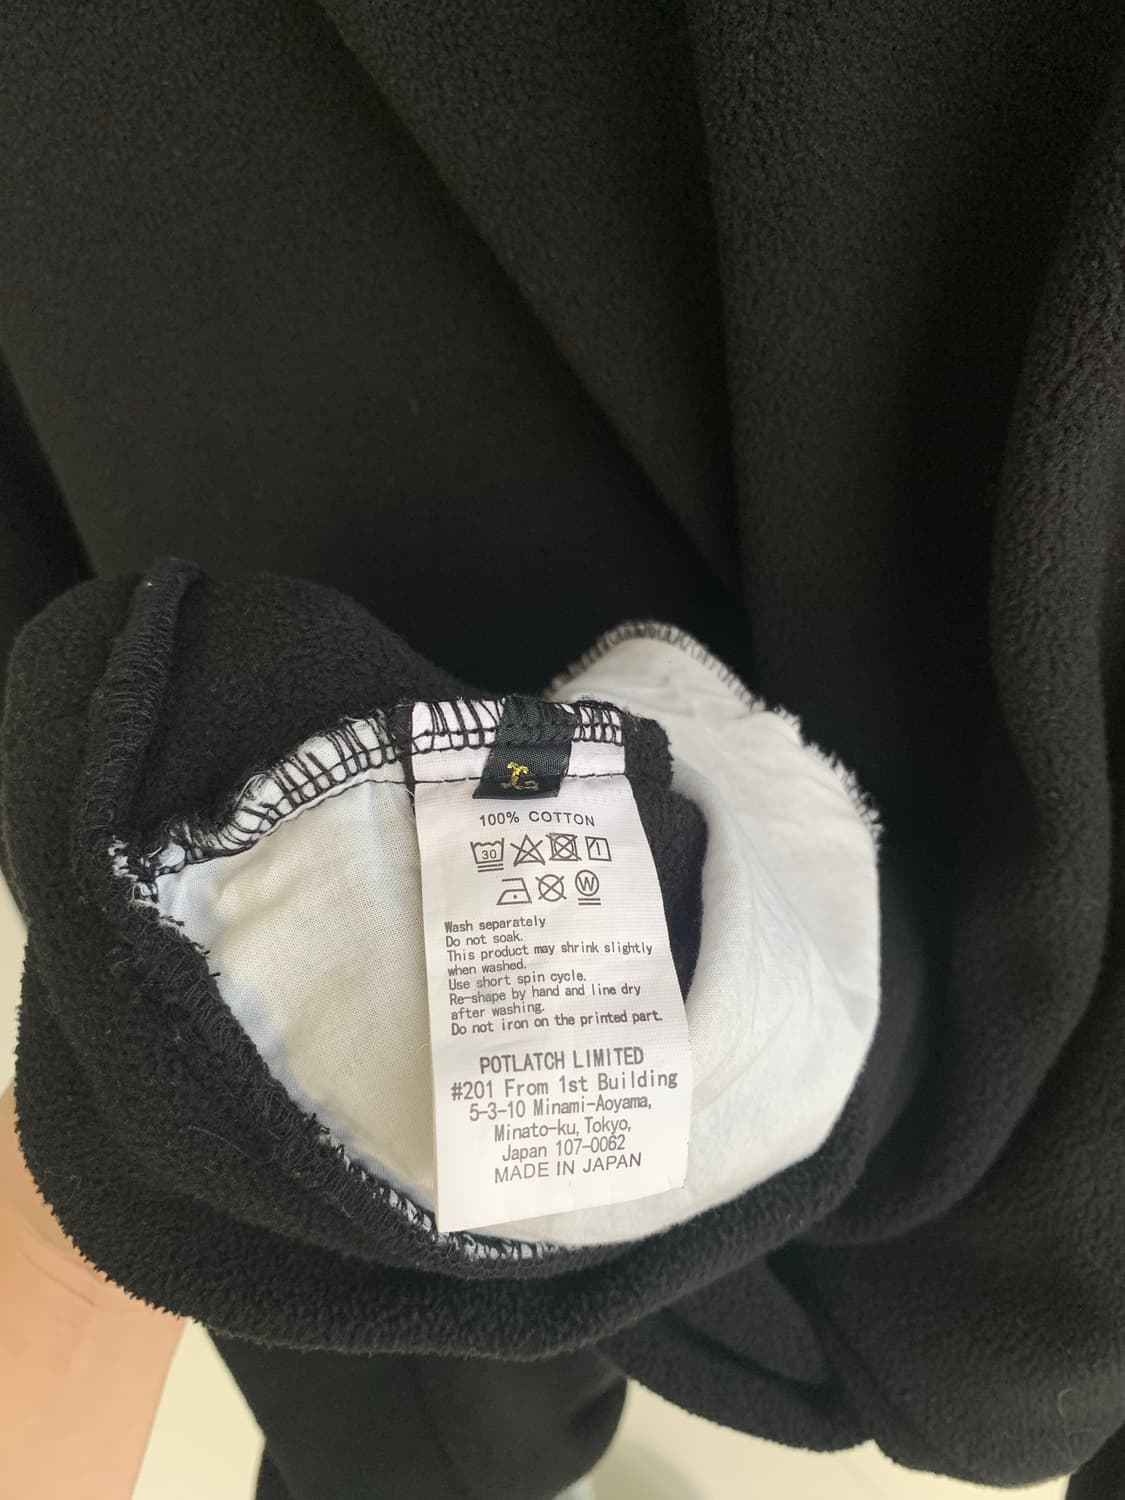 L
100% COTTON
30
W
Wash separately
Do not soak.
This product may shrink slightly
when washed.
Use short spin cycle.
Re-shape by hand and line dry
after washing.
Do not iron on the printed part.
POTLATCH LIMITED
#201 From 1st Building
5-3-10 Minami-Aoyama,
Minato-ku, Tokyo,
Japan 107-0062
MADE IN JAPAN